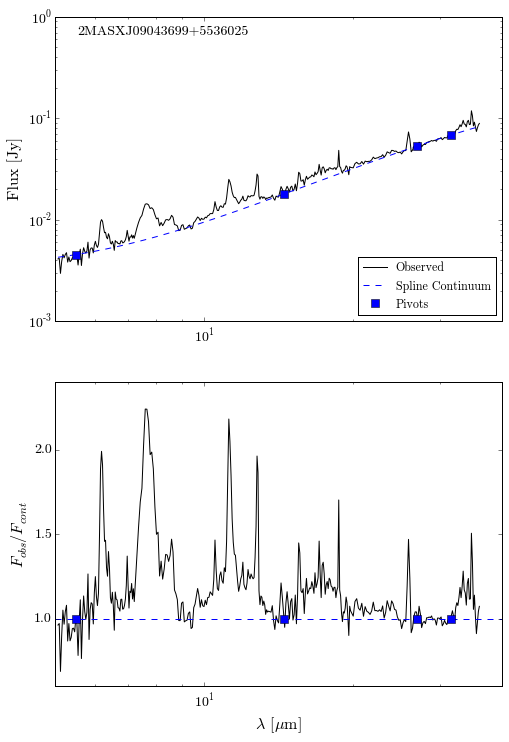 10^0
2MASXJ09043699+5536025
10^-1
Flux [Jy]
10^-2
Observed
Spline Continuum
Pivots
10^-3
10^1
2.0
1.5
F_obs/F_cont
1.0
10^1
λ [μm]